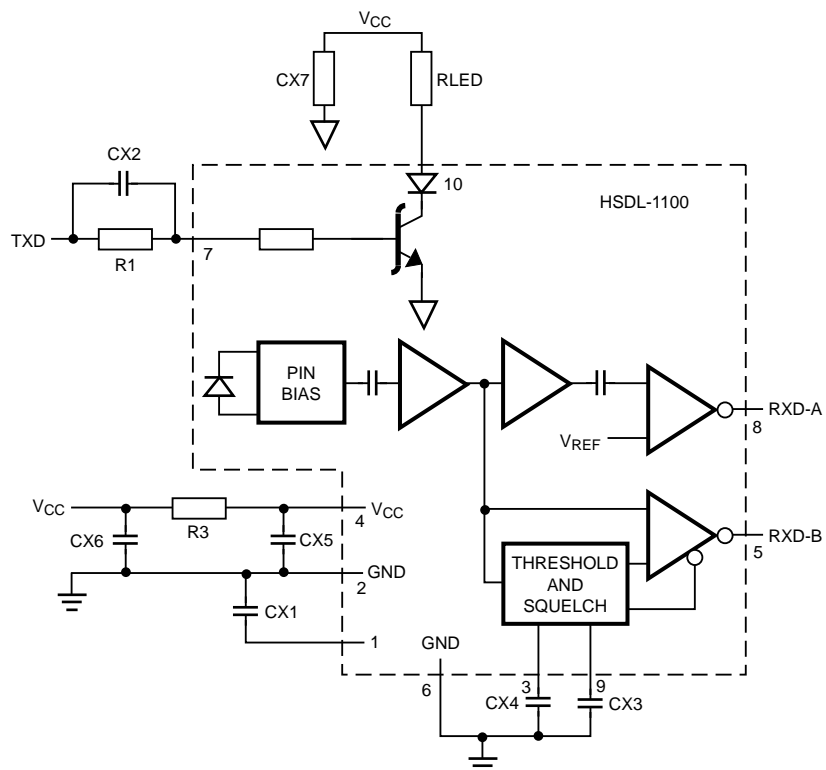 VCC
CX7
RLED
CX2
10
HSDL-1100
TXD
R1
7
PIN
BIAS
RXD-A
8
VREF
VCC
R3
4
VCC
CX6
CX5
RXD-B
5
THRESHOLD
AND
SQUELCH
GND
2
CX1
1
GND
6
3
9
CX4
CX3